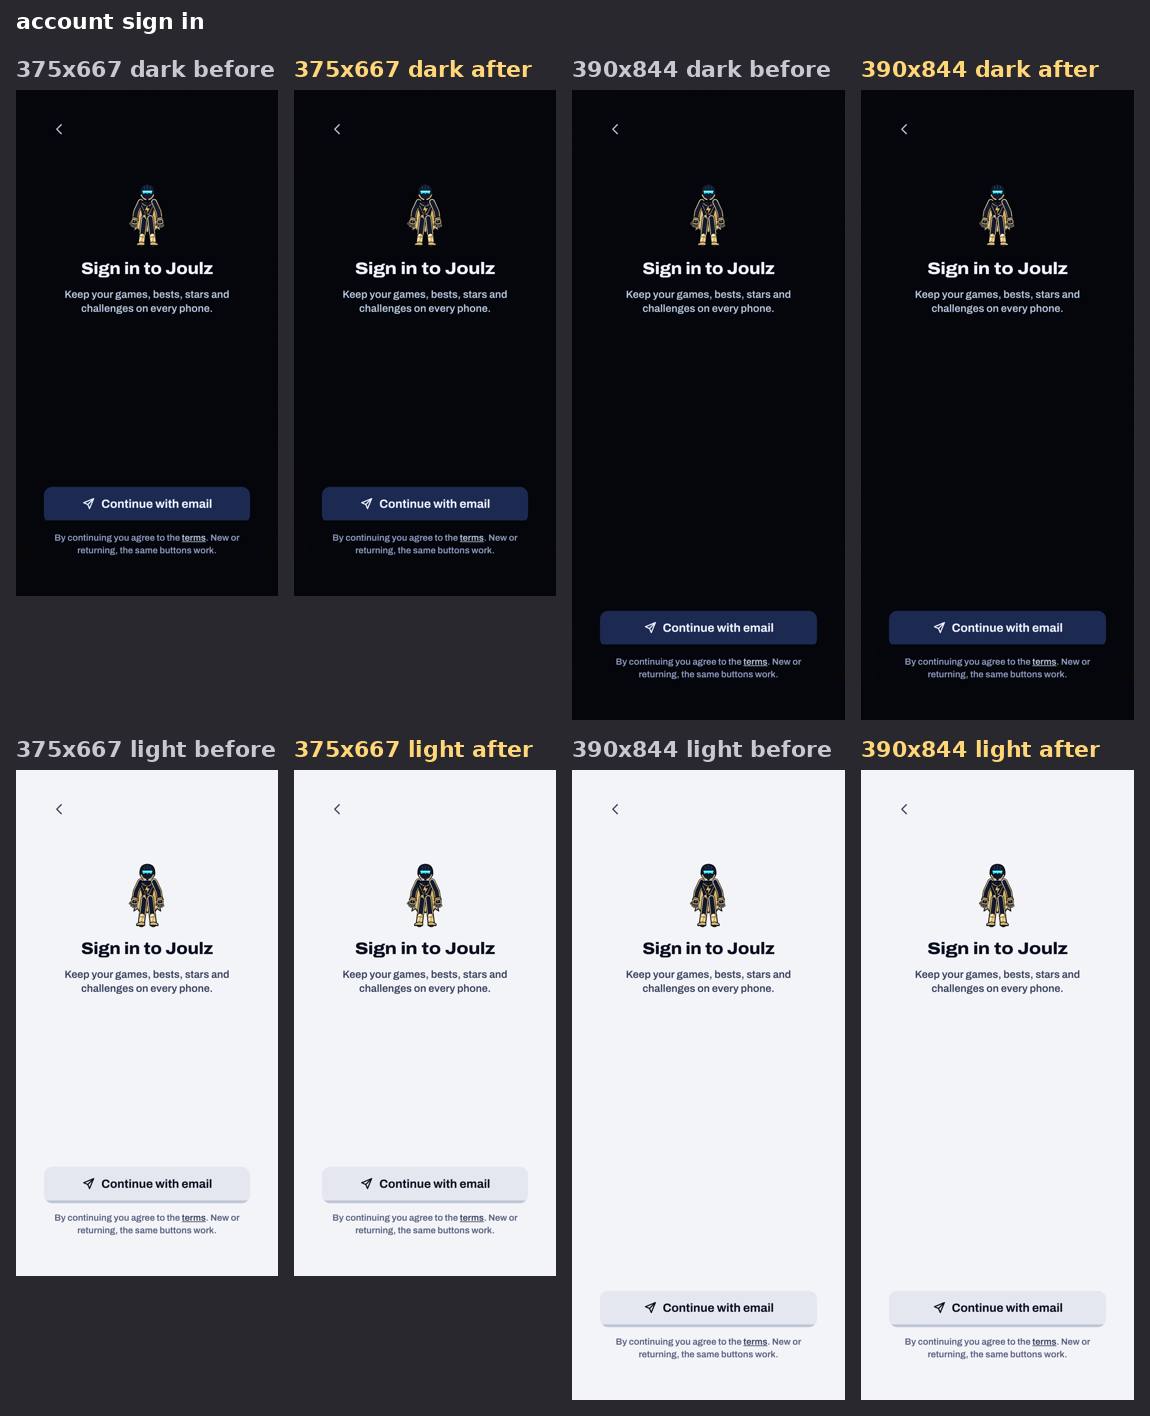 account sign in
375x667 dark before
375x667 dark after
390x844 dark before
390x844 dark after
Sign in to Joulz
Keep your games, bests, stars and
challenges on every phone.
Continue with email
By continuing you agree to the terms. New or
returning, the same buttons work.
Sign in to Joulz
Keep your games, bests, stars and
challenges on every phone.
Continue with email
By continuing you agree to the terms. New or
returning, the same buttons work.
Sign in to Joulz
Keep your games, bests, stars and
challenges on every phone.
Continue with email
By continuing you agree to the terms. New or
returning, the same buttons work.
Sign in to Joulz
Keep your games, bests, stars and
challenges on every phone.
Continue with email
By continuing you agree to the terms. New or
returning, the same buttons work.
375x667 light before
375x667 light after
390x844 light before
390x844 light after
Sign in to Joulz
Keep your games, bests, stars and
challenges on every phone.
Continue with email
By continuing you agree to the terms. New or
returning, the same buttons work.
Sign in to Joulz
Keep your games, bests, stars and
challenges on every phone.
Continue with email
By continuing you agree to the terms. New or
returning, the same buttons work.
Sign in to Joulz
Keep your games, bests, stars and
challenges on every phone.
Continue with email
By continuing you agree to the terms. New or
returning, the same buttons work.
Sign in to Joulz
Keep your games, bests, stars and
challenges on every phone.
Continue with email
By continuing you agree to the terms. New or
returning, the same buttons work.